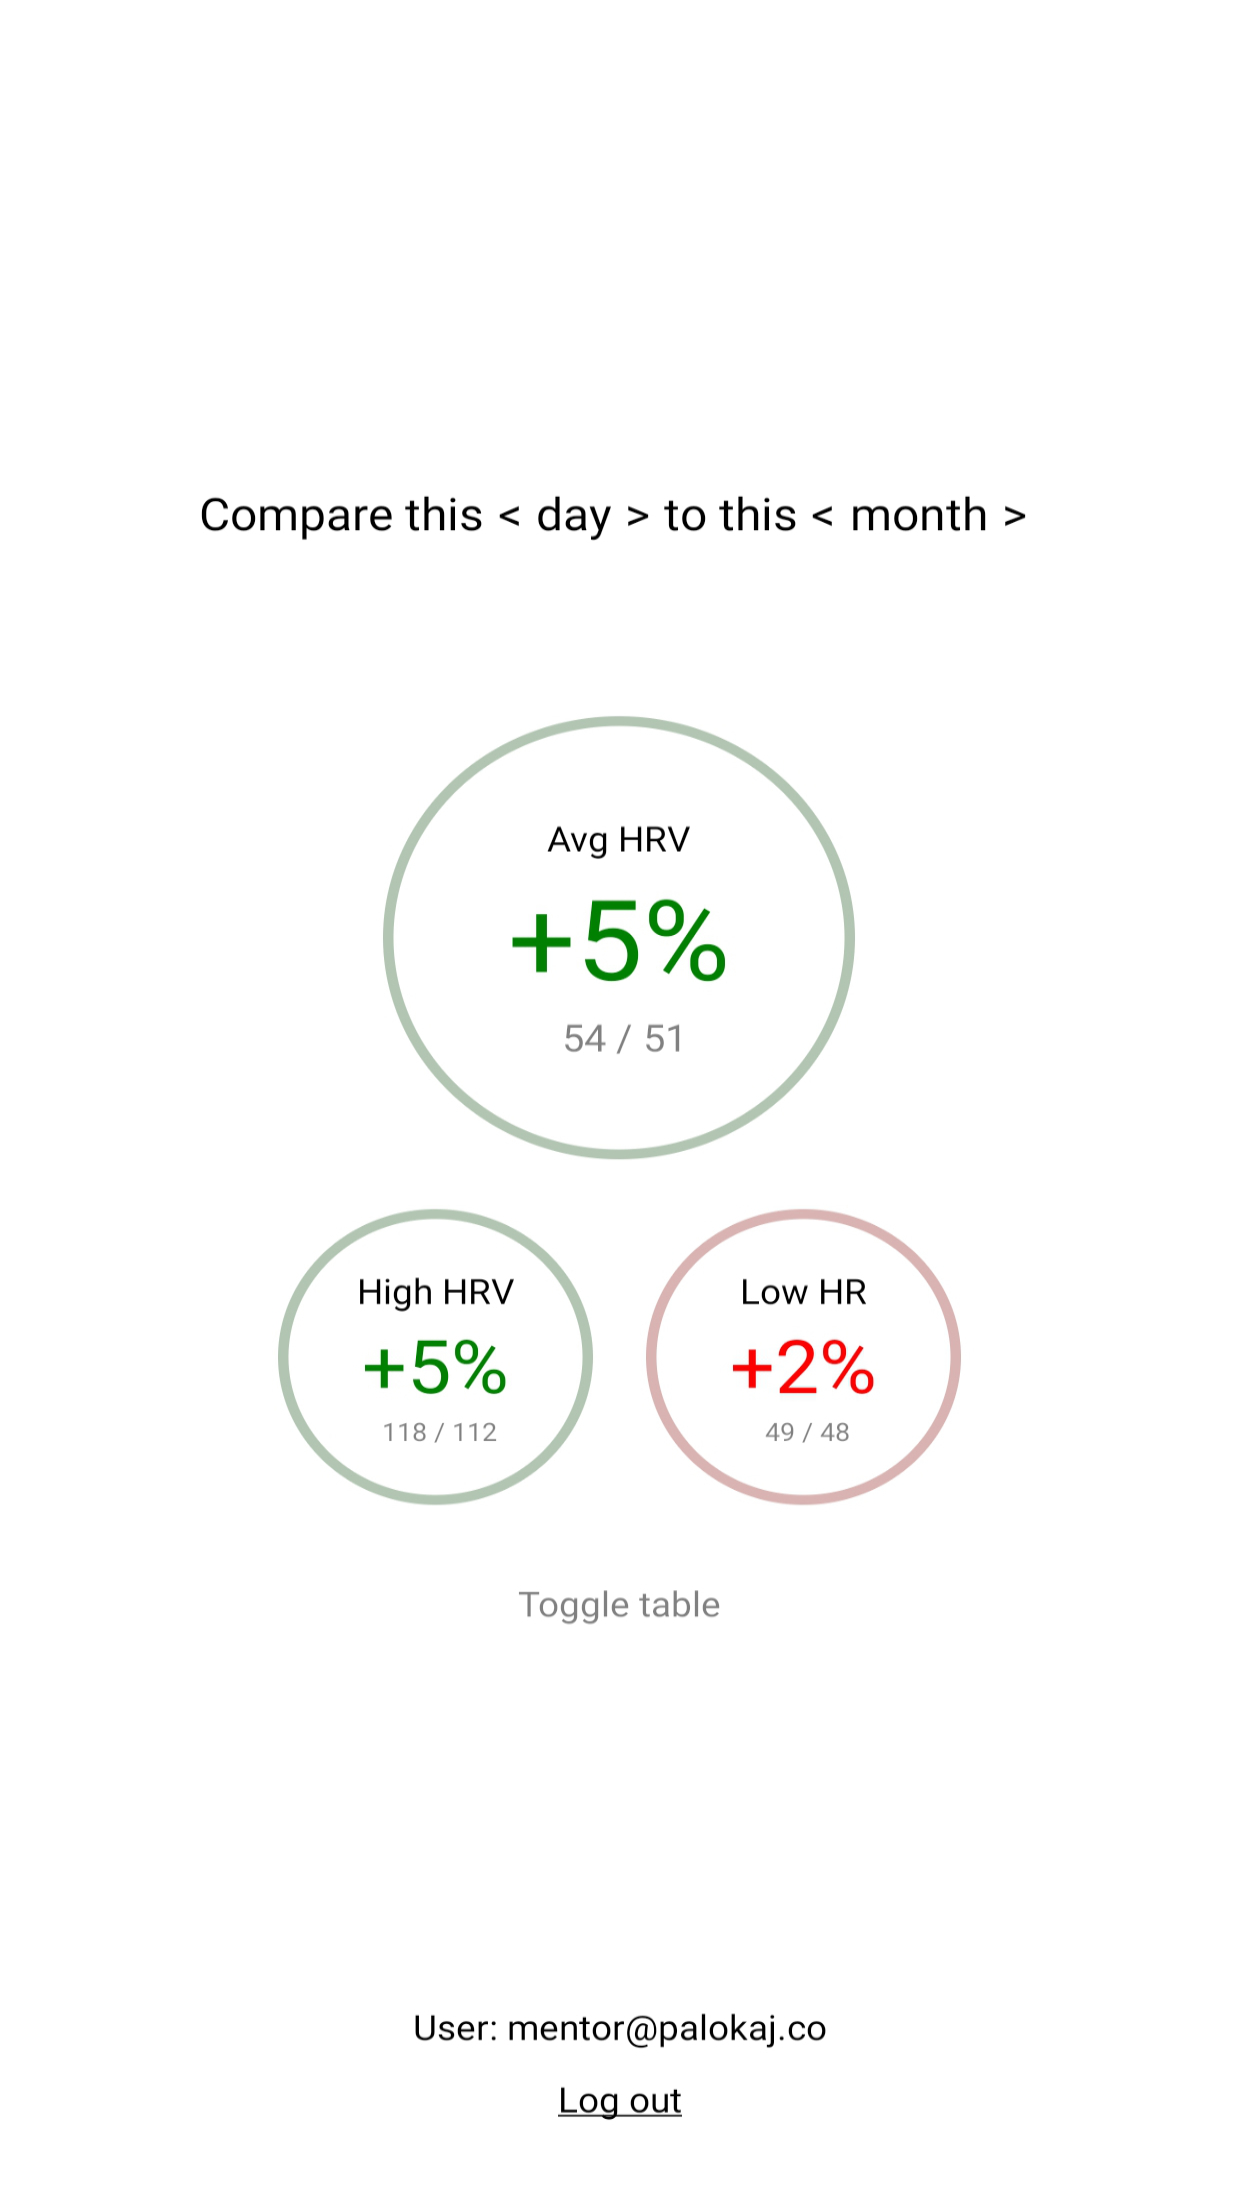 Compare this < day > to this < month >
Avg HRV
+5%
54 / 51
High HRV
+5%
118 / 112
Low HR
+2%
49 / 48
Toggle table
User: mentor@palokaj.co
Log out